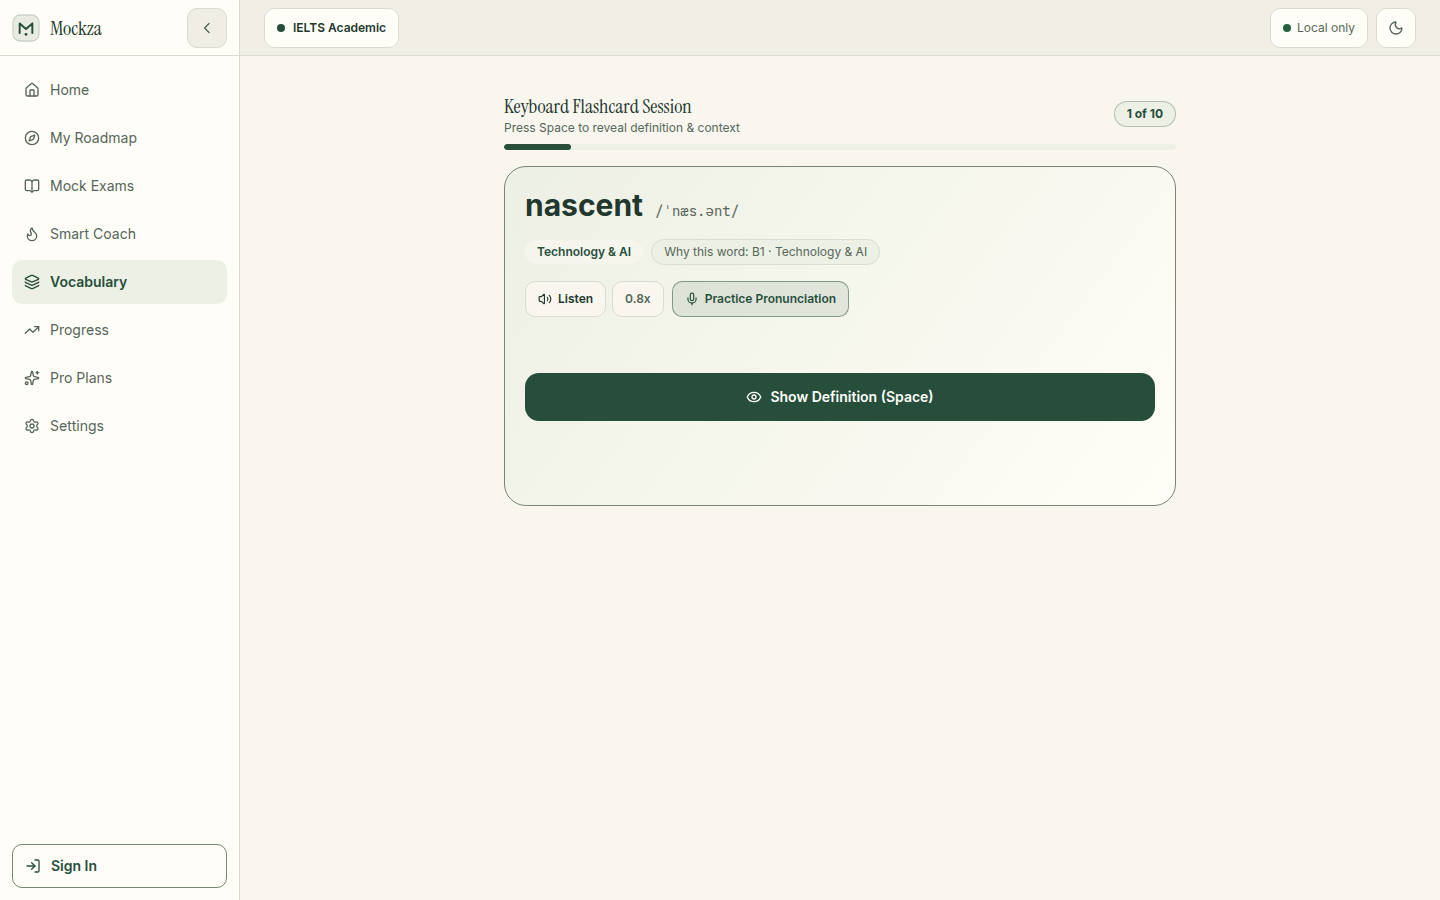 Mockza
IELTS Academic
Local only
Home
My Roadmap
Mock Exams
Smart Coach
Vocabulary
Progress
Pro Plans
Settings
Sign In
Keyboard Flashcard Session
Press Space to reveal definition & context
1 of 10
nascent /ˈnæs.ənt/
Technology & AI
Why this word: B1 · Technology & AI
Listen
0.8x
Practice Pronunciation
Show Definition (Space)